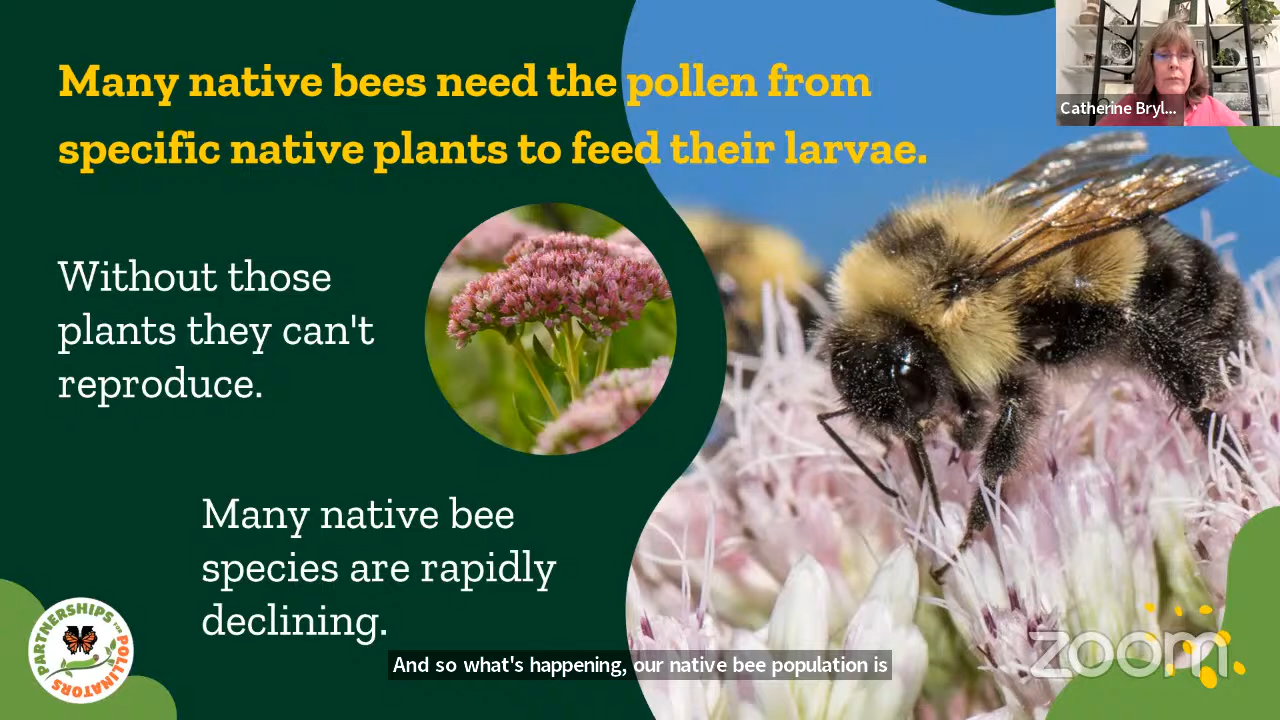 Many native bees need the pollen from
specific native plants to feed their larvae.
Catherine Bryl...
Without those
plants they can't
reproduce.
Many native bee
species are rapidly
declining.
PARTNERSHIPS FOR POLLINATORS
And so what's happening, our native bee population is
zoom